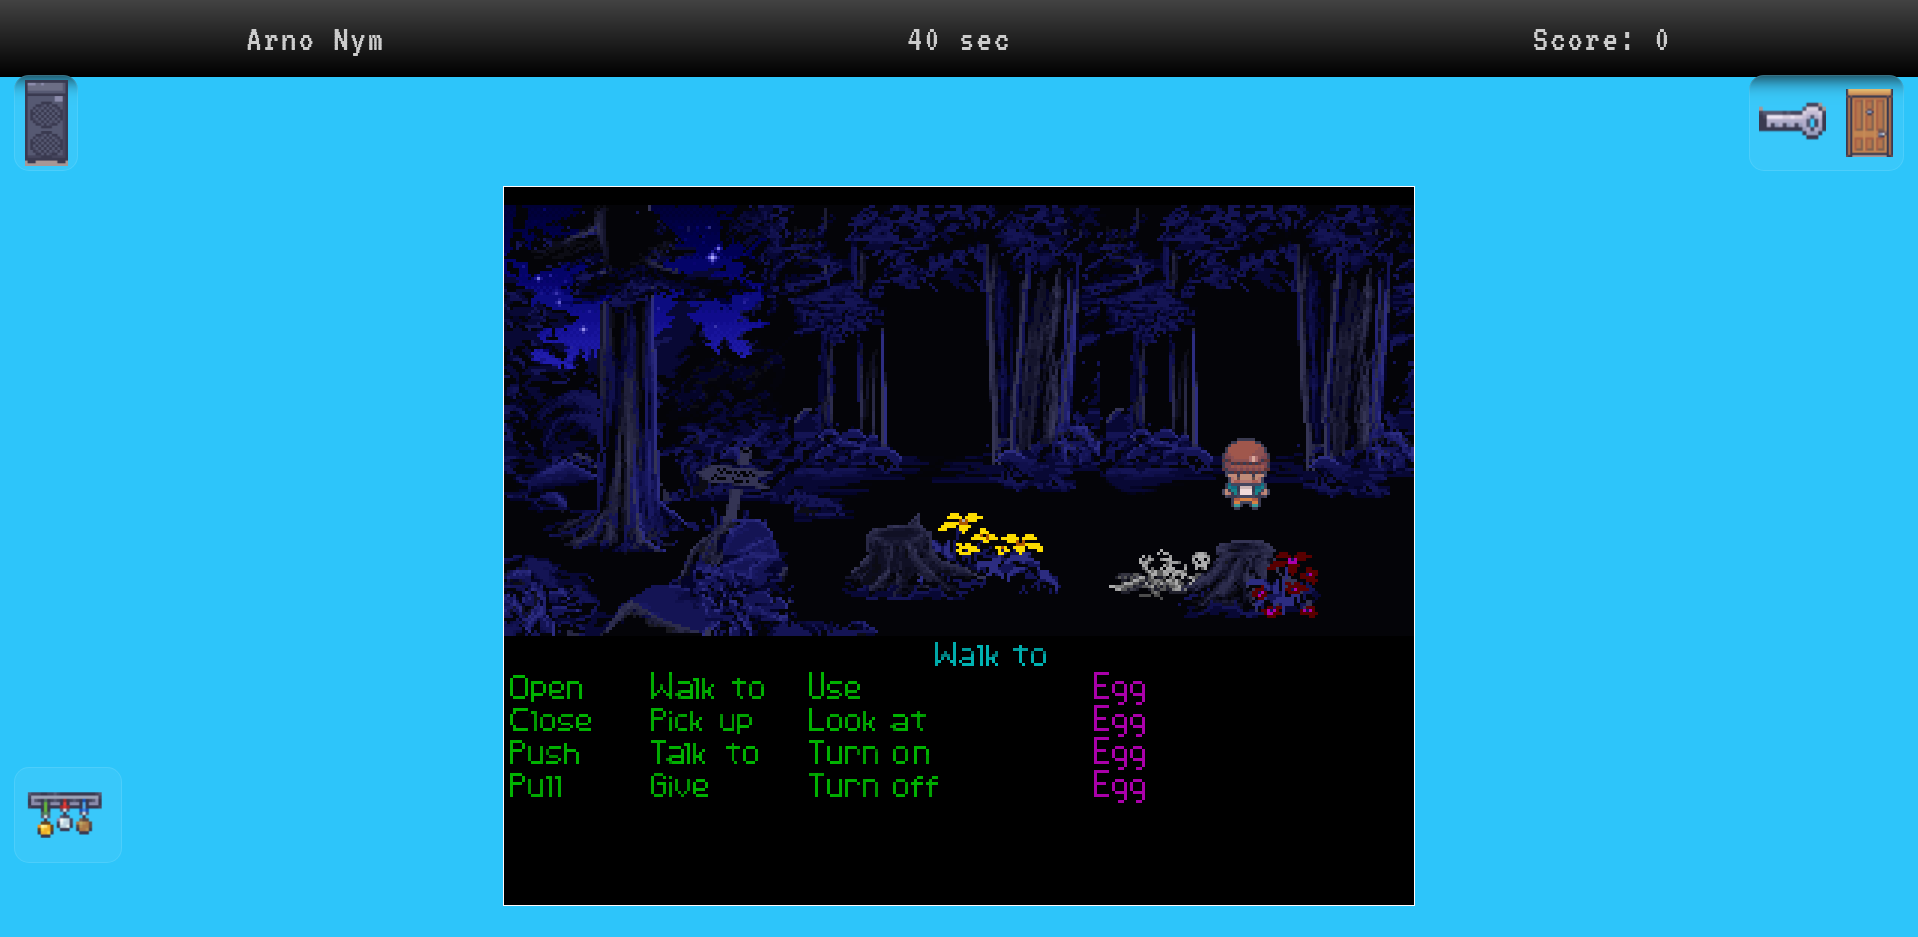 Arno Nym 40 sec Score: 0
Walk to
Open Walk to Use Egg
Close Pick up Look at Egg
Push Talk to Turn on Egg
Pull Give Turn off Egg